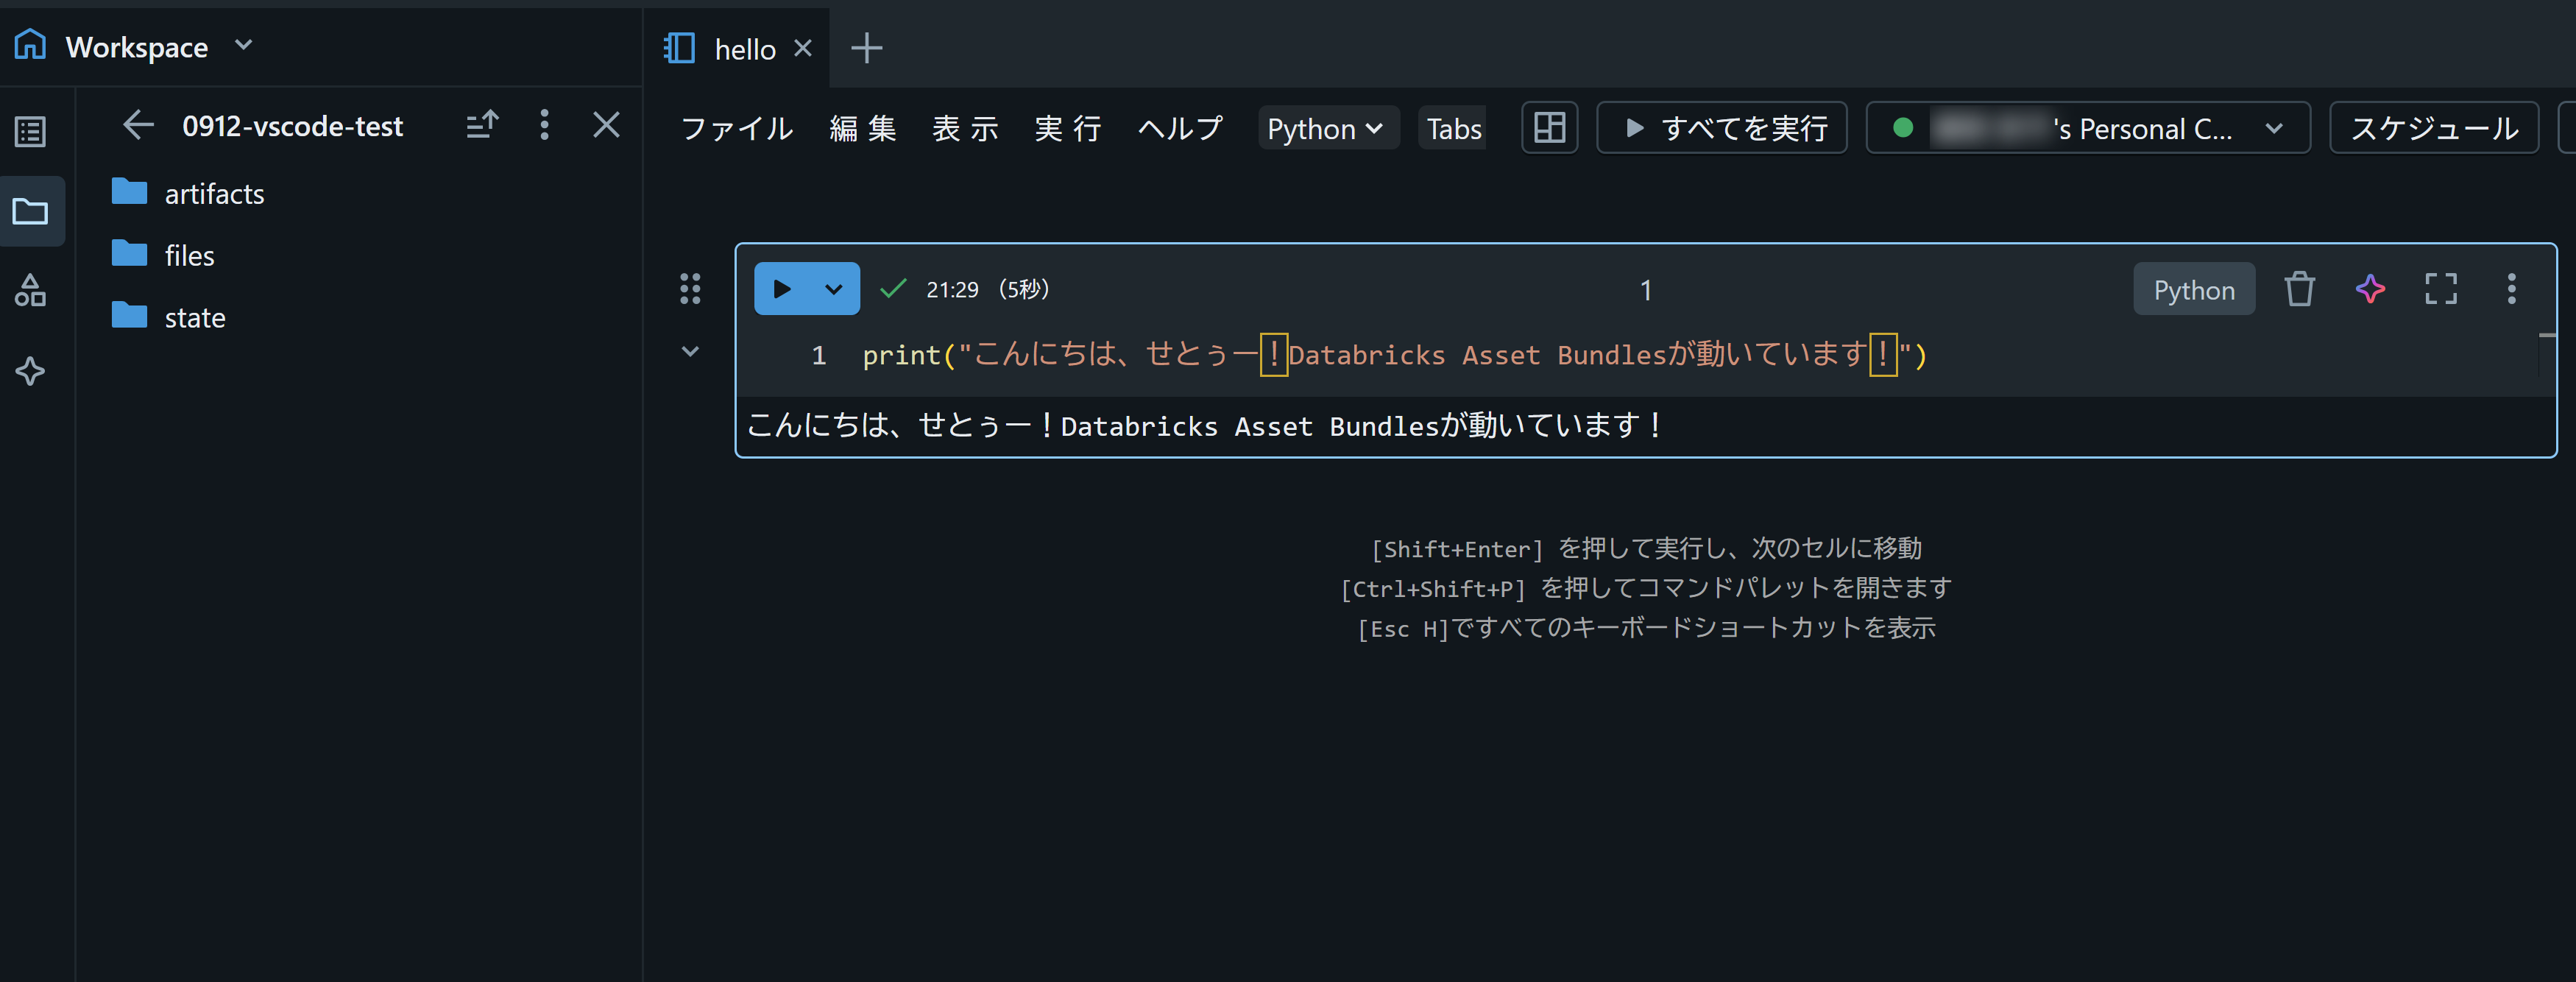 Workspace
hello
0912-vscode-test
artifacts
files
state
ファイル 編集 表示 実行 ヘルプ Python Tabs すべてを実行 's Personal C... スケジュール
21:29 (5秒) 1 Python
1 print("こんにちは、せとぅー！Databricks Asset Bundlesが動いています！")
こんにちは、せとぅー！Databricks Asset Bundlesが動いています！
[Shift+Enter] を押して実行し、次のセルに移動
[Ctrl+Shift+P] を押してコマンドパレットを開きます
[Esc H]ですべてのキーボードショートカットを表示